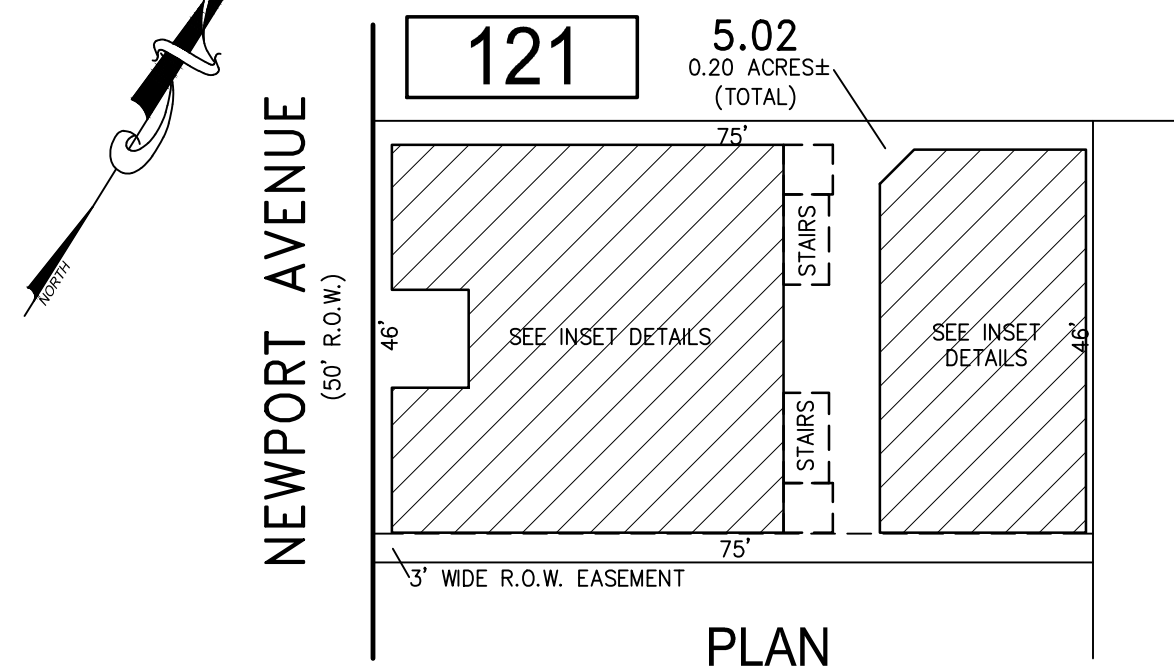 121
5.02
0.20 ACRES±
(TOTAL)
NORTH
NEWPORT AVENUE
(50' R.O.W.)
75'
46'
STAIRS
SEE INSET DETAILS
SEE INSET
DETAILS
46'
STAIRS
75'
3' WIDE R.O.W. EASEMENT
PLAN